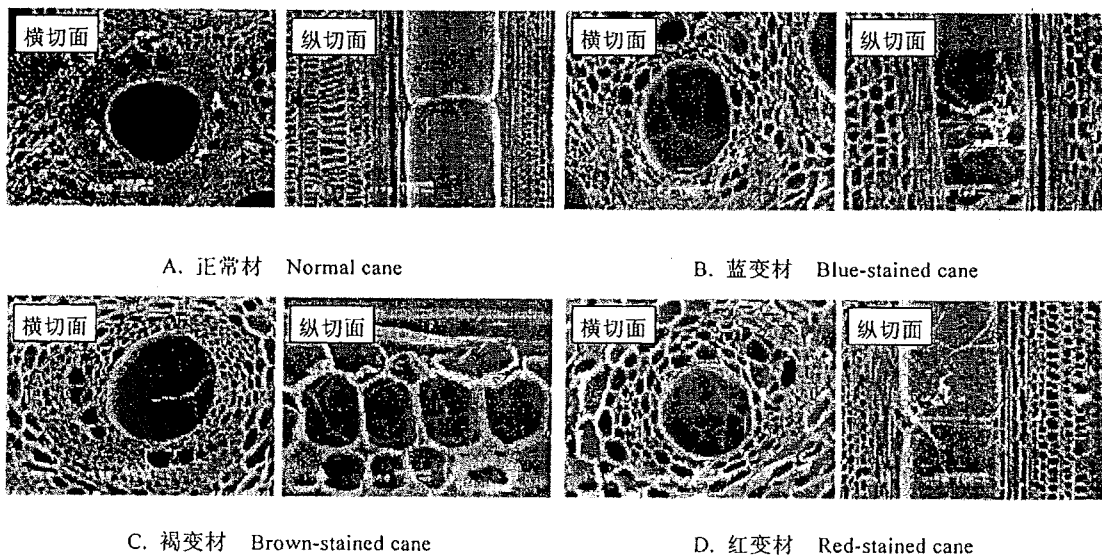 横切面
纵切面
横切面
纵切面
A. 正常材 Normal cane
B. 蓝变材 Blue-stained cane
横切面
纵切面
横切面
纵切面
C. 褐变材 Brown-stained cane
D. 红变材 Red-stained cane